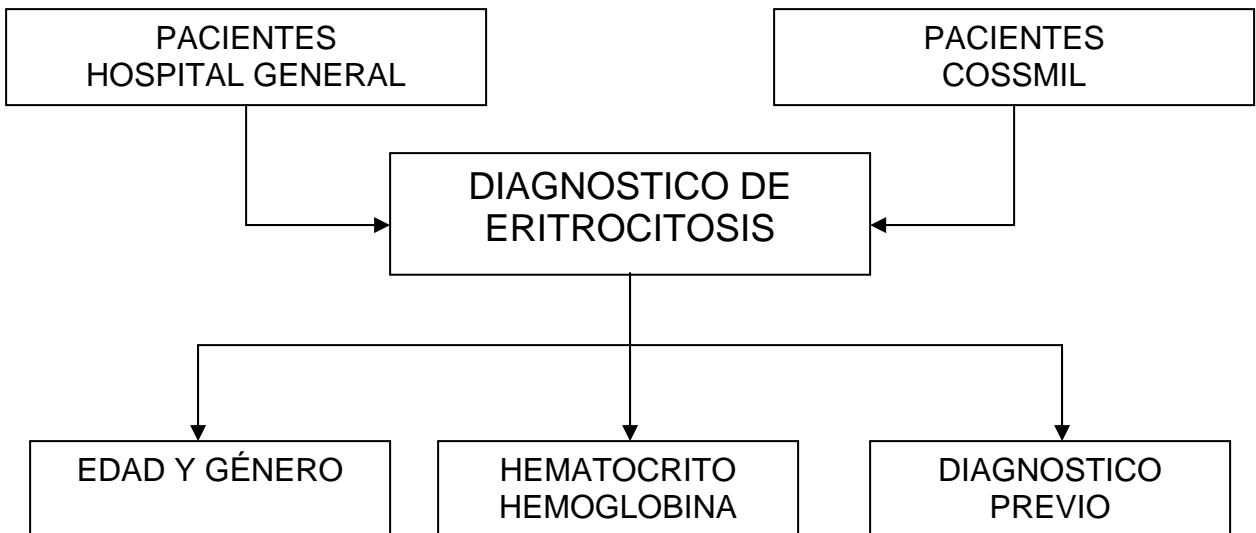 PACIENTES
HOSPITAL GENERAL
PACIENTES
COSSMIL
DIAGNOSTICO DE
ERITROCITOSIS
EDAD Y GÉNERO
HEMATOCRITO
HEMOGLOBINA
DIAGNOSTICO
PREVIO